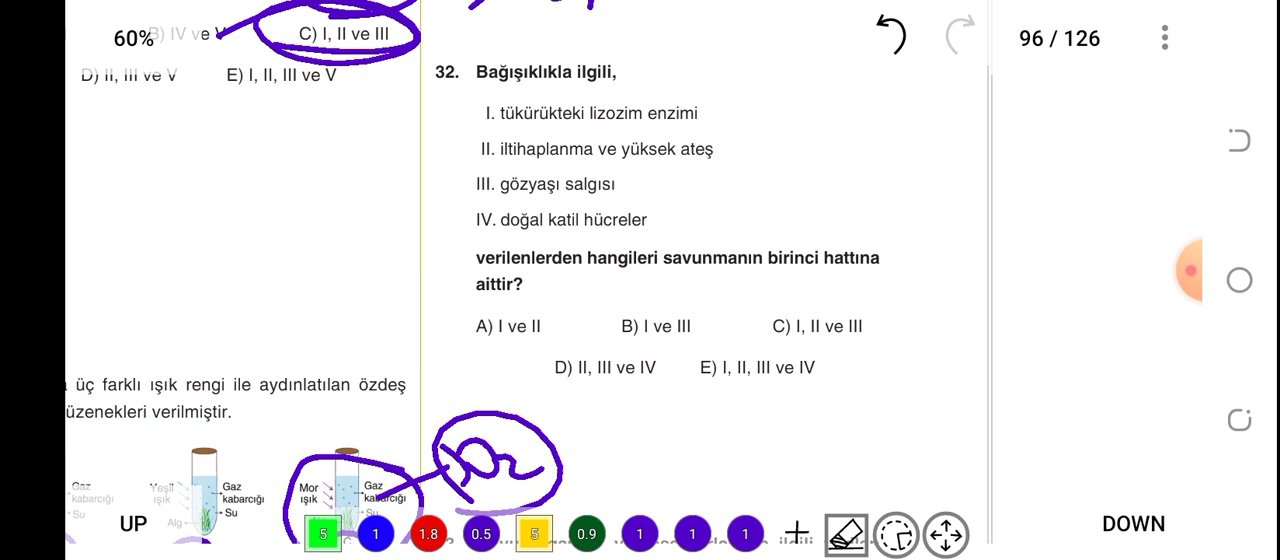 60%
B) IV ve V C) I, II ve III
D) II, III ve V E) I, II, III ve V
96 / 126
32. Bağışıklıkla ilgili,
I. tükürükteki lizozim enzimi
II. iltihaplanma ve yüksek ateş
III. gözyaşı salgısı
IV. doğal katil hücreler
verilenlerden hangileri savunmanın birinci hattına
aittir?
A) I ve II B) I ve III C) I, II ve III
D) II, III ve IV E) I, II, III ve IV
üç farklı ışık rengi ile aydınlatılan özdeş
üzenekleri verilmiştir.
Gaz
kabarcığı
Su
Yeşil
ışık
Gaz
kabarcığı
Su
Alg
Mor
ışık
Gaz
kabarcığı
Su
UP
5 1 1.8 0.5 5 0.9 1 1 1
DOWN